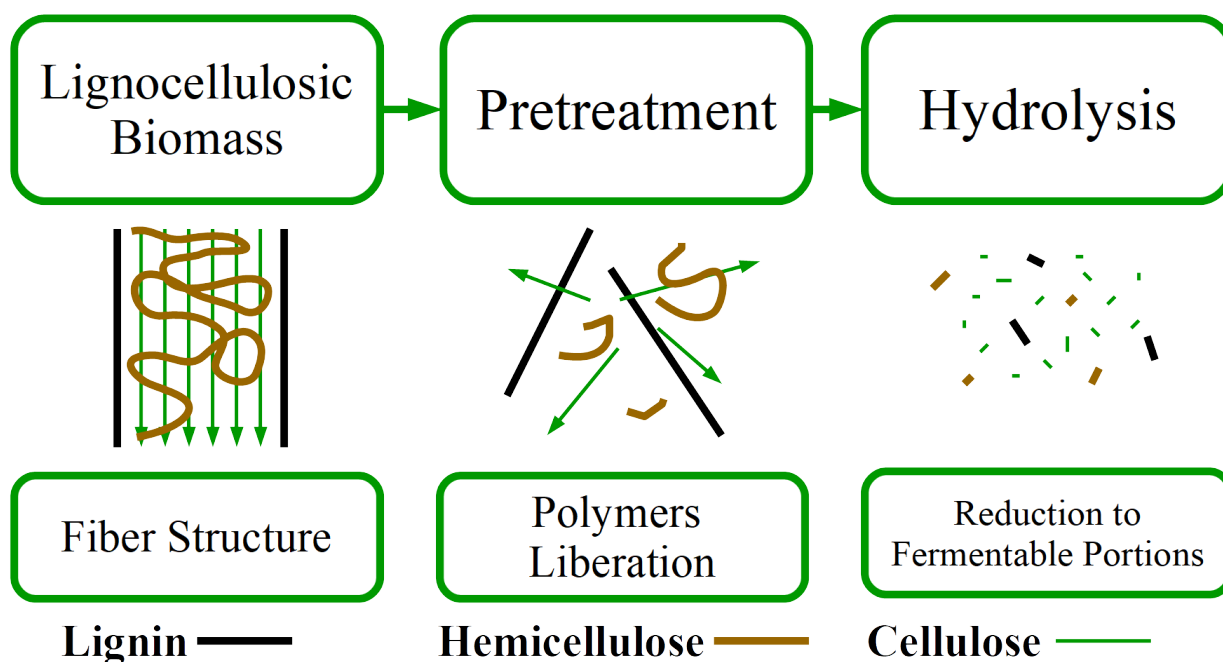 Lignocellulosic
Biomass
Pretreatment
Hydrolysis
Fiber Structure
Polymers
Liberation
Reduction to
Fermentable Portions
Lignin
Hemicellulose
Cellulose